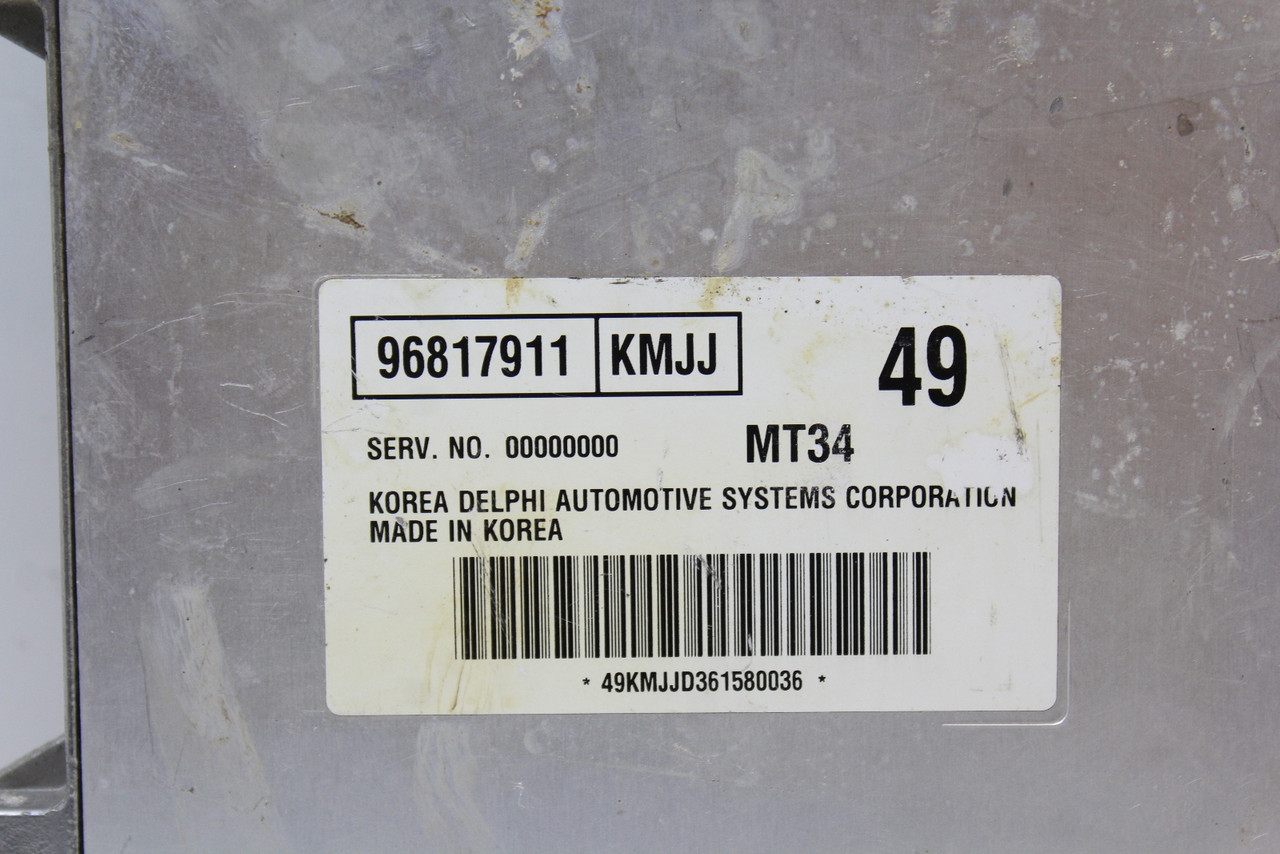 96817911 KMJJ 49
SERV. NO. 00000000 MT34
KOREA DELPHI AUTOMOTIVE SYSTEMS CORPORATION
MADE IN KOREA
* 49KMJJD361580036 *